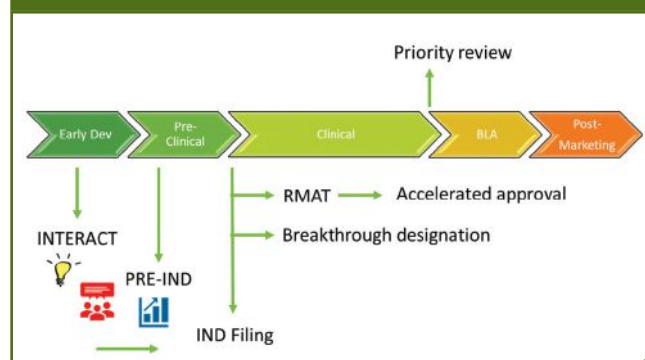 Priority review
Early Dev
Pre-
Clinical
Clinical
BLA
Post-
Marketing
RMAT
Accelerated approval
INTERACT
Breakthrough designation
PRE-IND
IND Filing